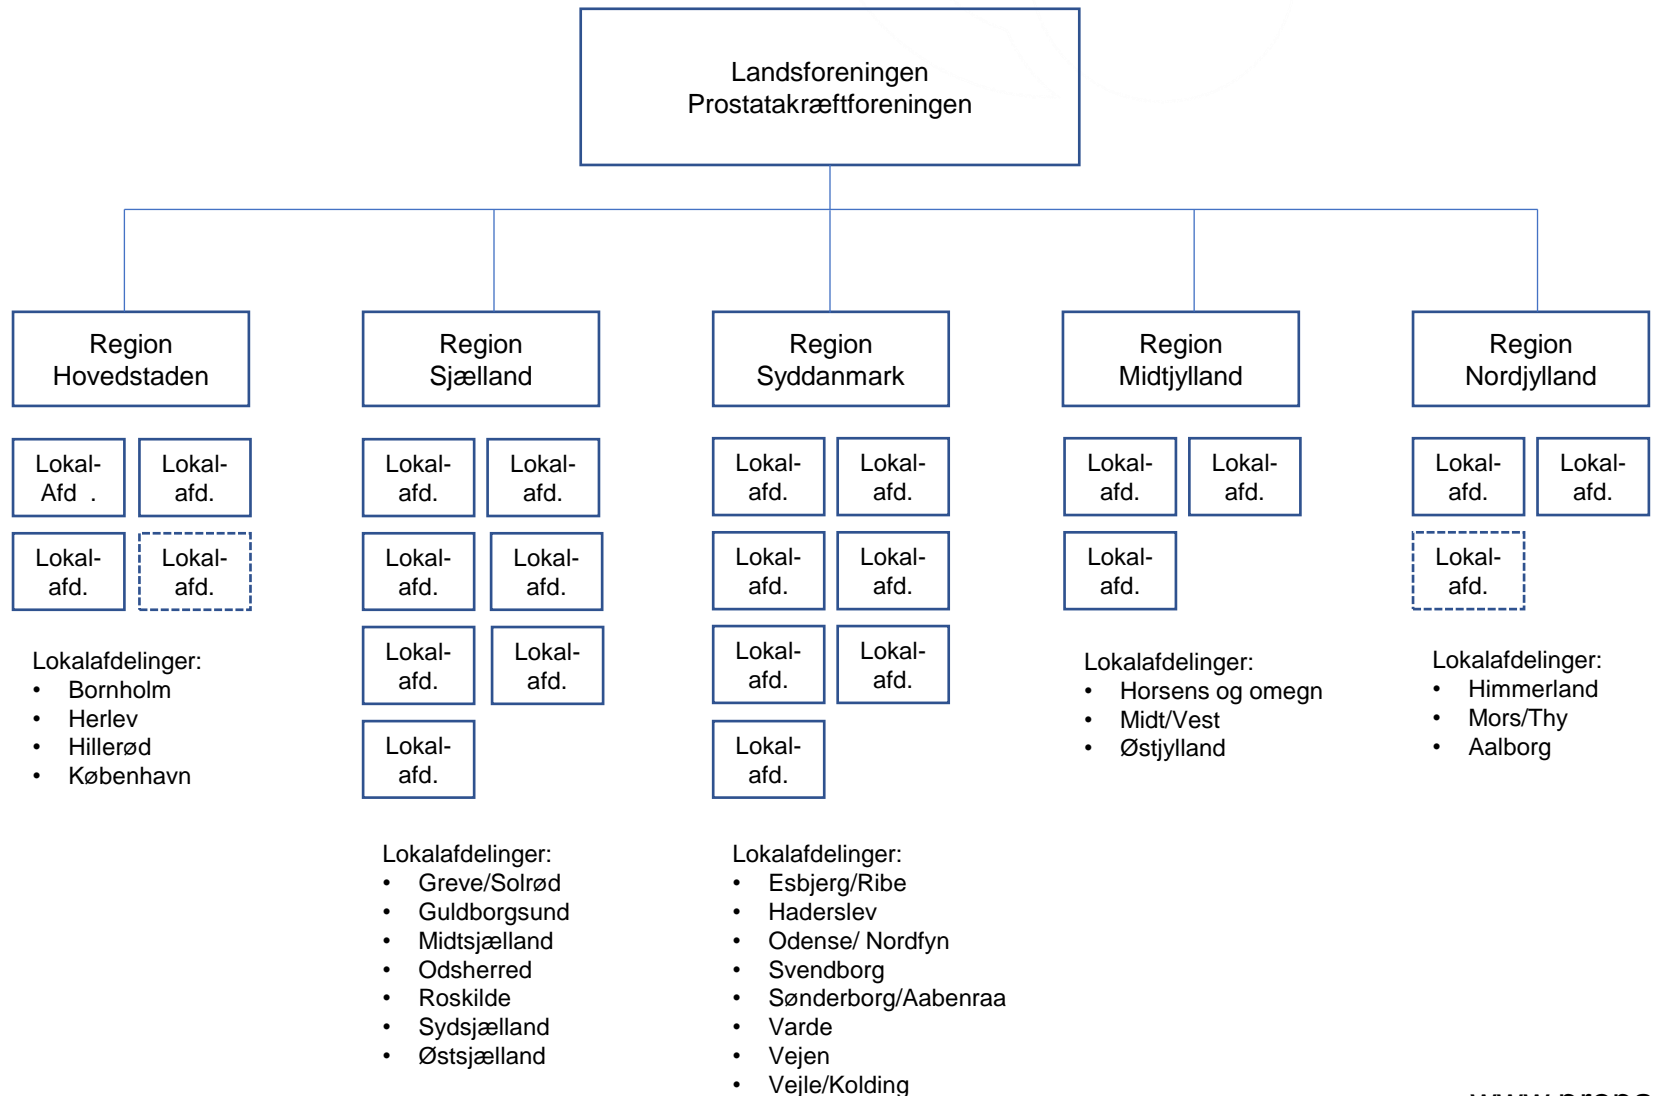 Landsforeningen
Prostatakræftforeningen
Region
Hovedstaden
Region
Sjælland
Region
Syddanmark
Region
Midtjylland
Region
Nordjylland
Lokal-
Afd .
Lokal-
afd.
Lokal-
afd.
Lokal-
afd.
Lokalafdelinger:
• Bornholm
• Herlev
• Hillerød
• København
Lokal-
afd.
Lokal-
afd.
Lokal-
afd.
Lokal-
afd.
Lokal-
afd.
Lokal-
afd.
Lokal-
afd.
Lokalafdelinger:
• Greve/Solrød
• Guldborgsund
• Midtsjælland
• Odsherred
• Roskilde
• Sydsjælland
• Østsjælland
Lokal-
afd.
Lokal-
afd.
Lokal-
afd.
Lokal-
afd.
Lokal-
afd.
Lokal-
afd.
Lokal-
afd.
Lokalafdelinger:
• Esbjerg/Ribe
• Haderslev
• Odense/ Nordfyn
• Svendborg
• Sønderborg/Aabenraa
• Varde
• Vejen
• Vejle/Kolding
Lokal-
afd.
Lokal-
afd.
Lokal-
afd.
Lokalafdelinger:
• Horsens og omegn
• Midt/Vest
• Østjylland
Lokal-
afd.
Lokal-
afd.
Lokal-
afd.
Lokalafdelinger:
• Himmerland
• Mors/Thy
• Aalborg